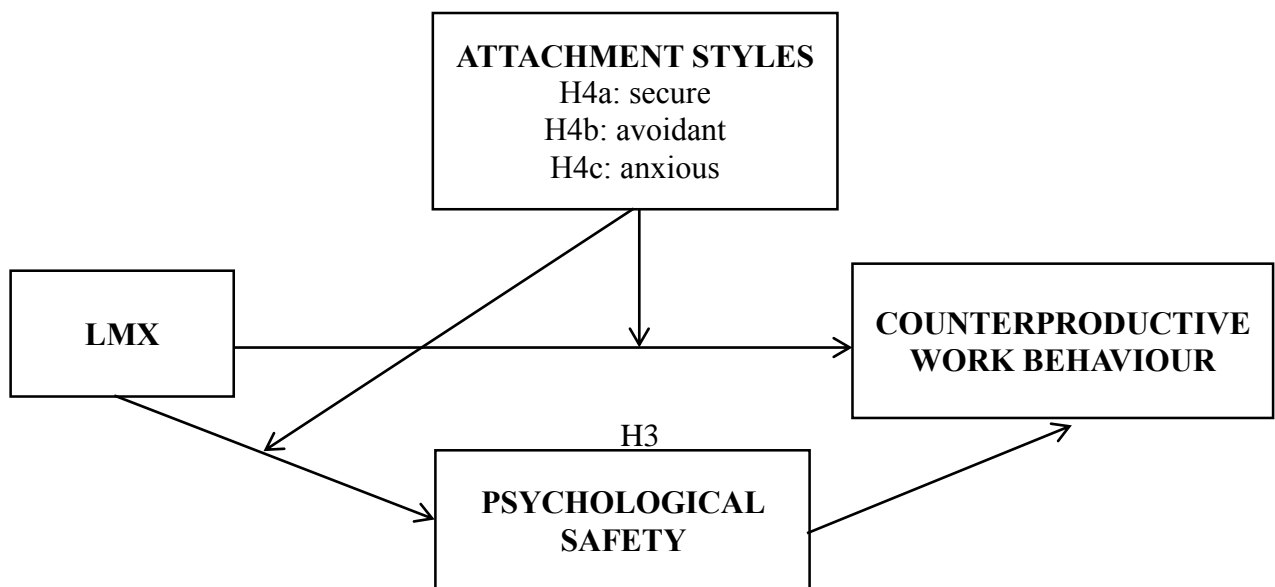 ATTACHMENT STYLES
H4a: secure
H4b: avoidant
H4c: anxious
LMX
COUNTERPRODUCTIVE
WORK BEHAVIOUR
H3
PSYCHOLOGICAL
SAFETY